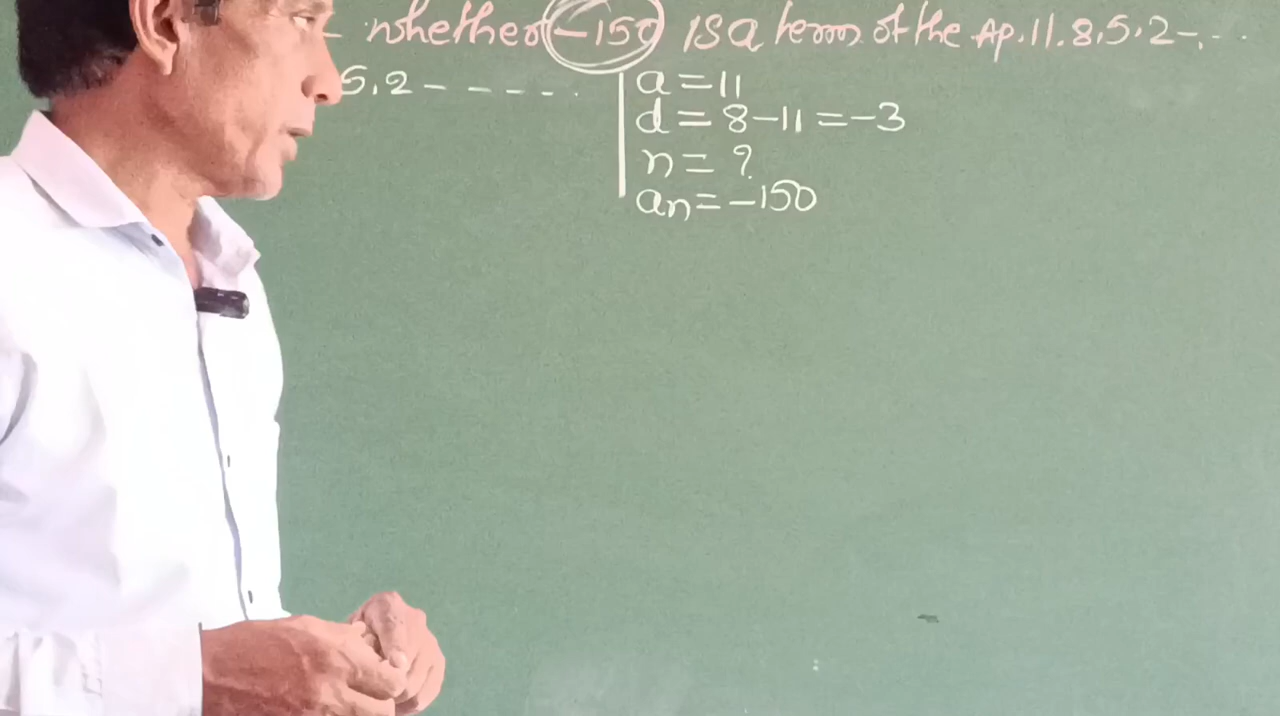 whether -150 is a term of the AP. 11. 8. 5. 2 - . . .
5. 2 - - - - - .
a = 11
d = 8 - 11 = -3
n = ?
an = -150